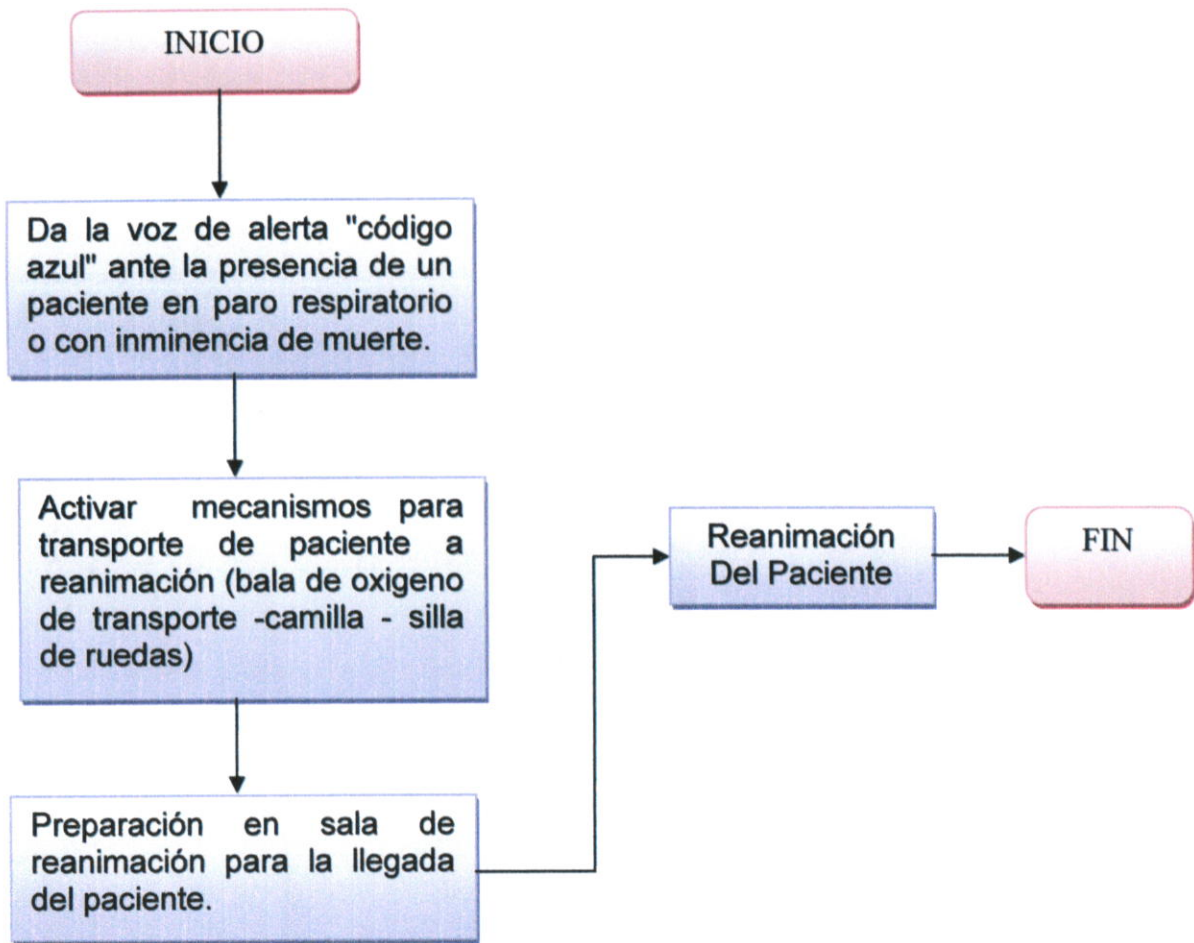 INICIO
Da la voz de alerta "código
azul" ante la presencia de un
paciente en paro respiratorio
o con inminencia de muerte.
Activar mecanismos para
transporte de paciente a
reanimación (bala de oxigeno
de transporte -camilla - silla
de ruedas)
Preparación en sala de
reanimación para la llegada
del paciente.
Reanimación
Del Paciente
FIN